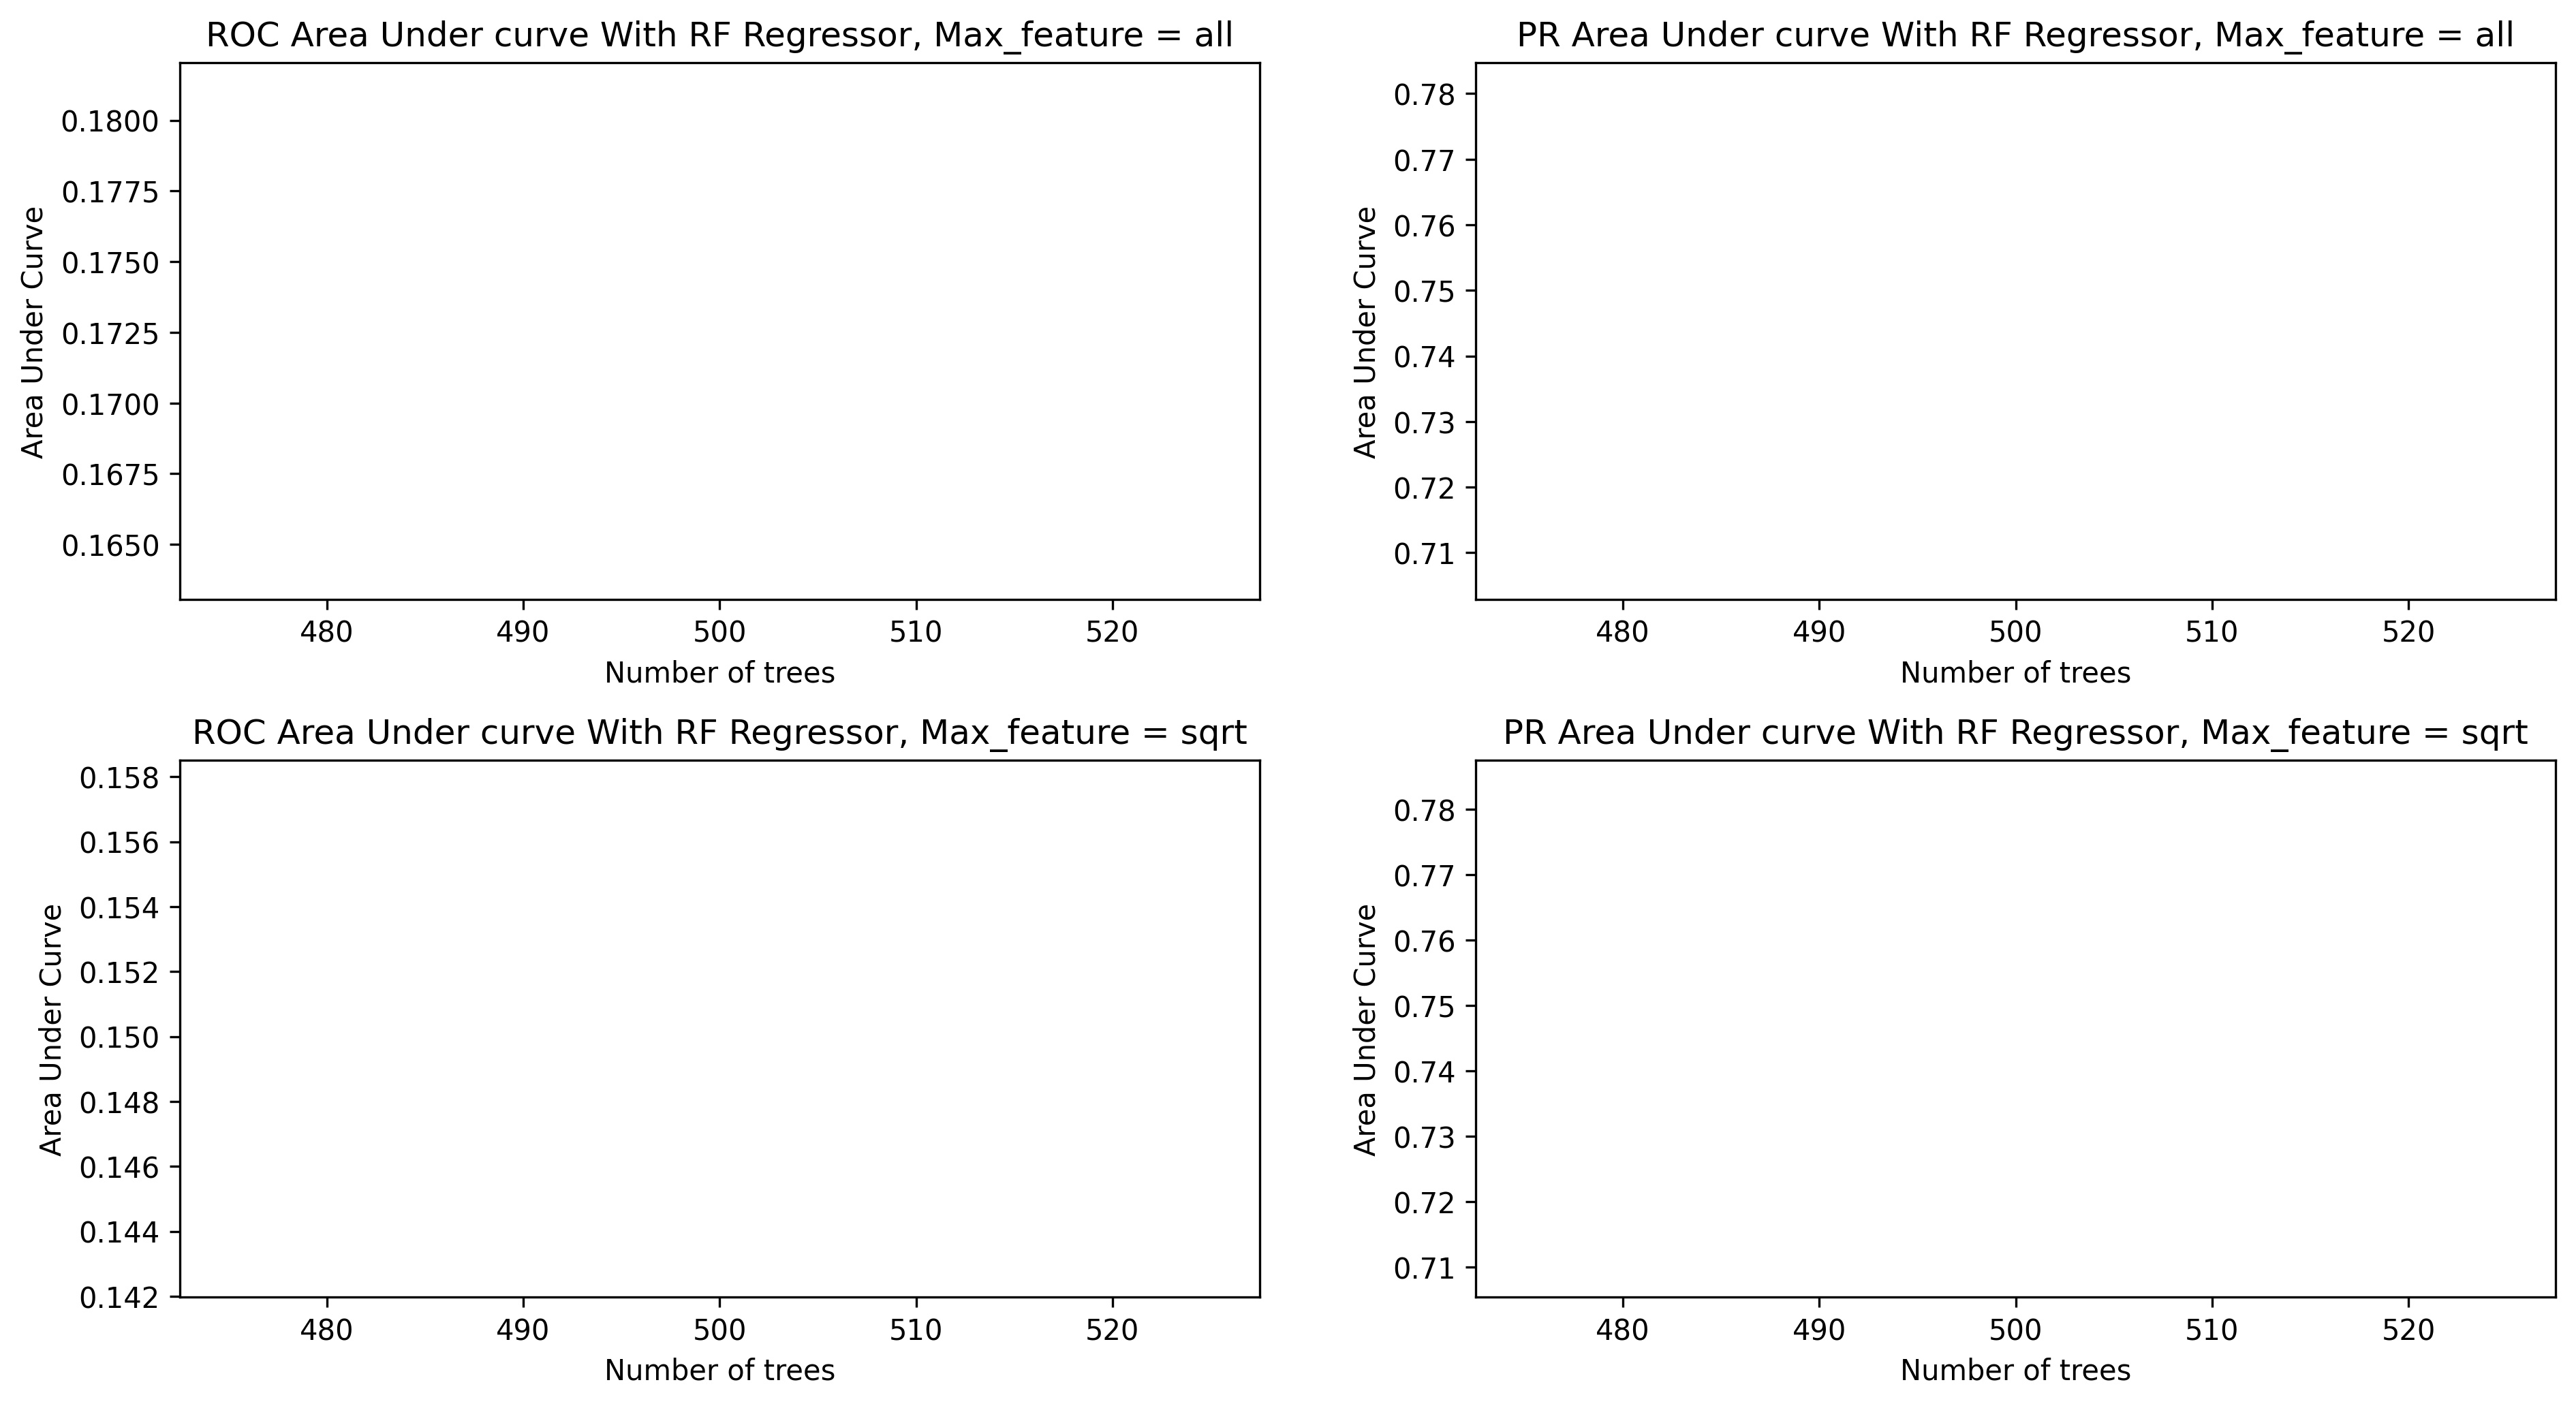 ROC Area Under curve With RF Regressor, Max_feature = all
0.1800
0.1775
0.1750
0.1725
0.1700
0.1675
0.1650
Area Under Curve
480 490 500 510 520
Number of trees
PR Area Under curve With RF Regressor, Max_feature = all
0.78
0.77
0.76
0.75
0.74
0.73
0.72
0.71
Area Under Curve
480 490 500 510 520
Number of trees
ROC Area Under curve With RF Regressor, Max_feature = sqrt
0.158
0.156
0.154
0.152
0.150
0.148
0.146
0.144
0.142
Area Under Curve
480 490 500 510 520
Number of trees
PR Area Under curve With RF Regressor, Max_feature = sqrt
0.78
0.77
0.76
0.75
0.74
0.73
0.72
0.71
Area Under Curve
480 490 500 510 520
Number of trees